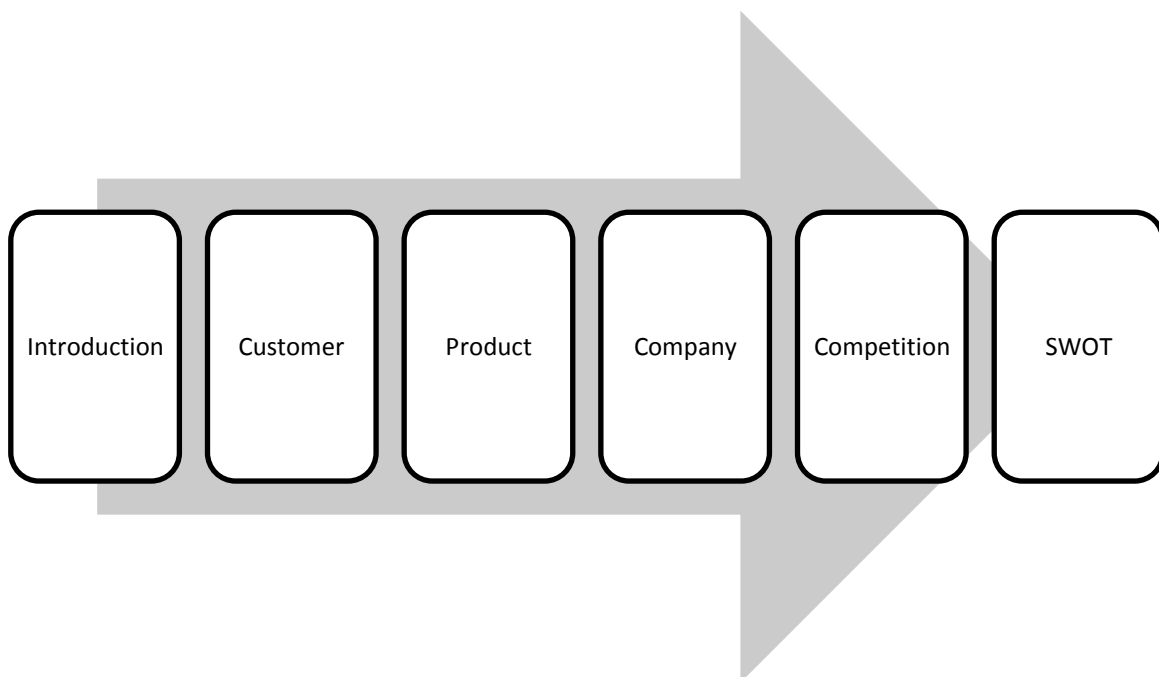 Introduction
Customer
Product
Company
Competition
SWOT